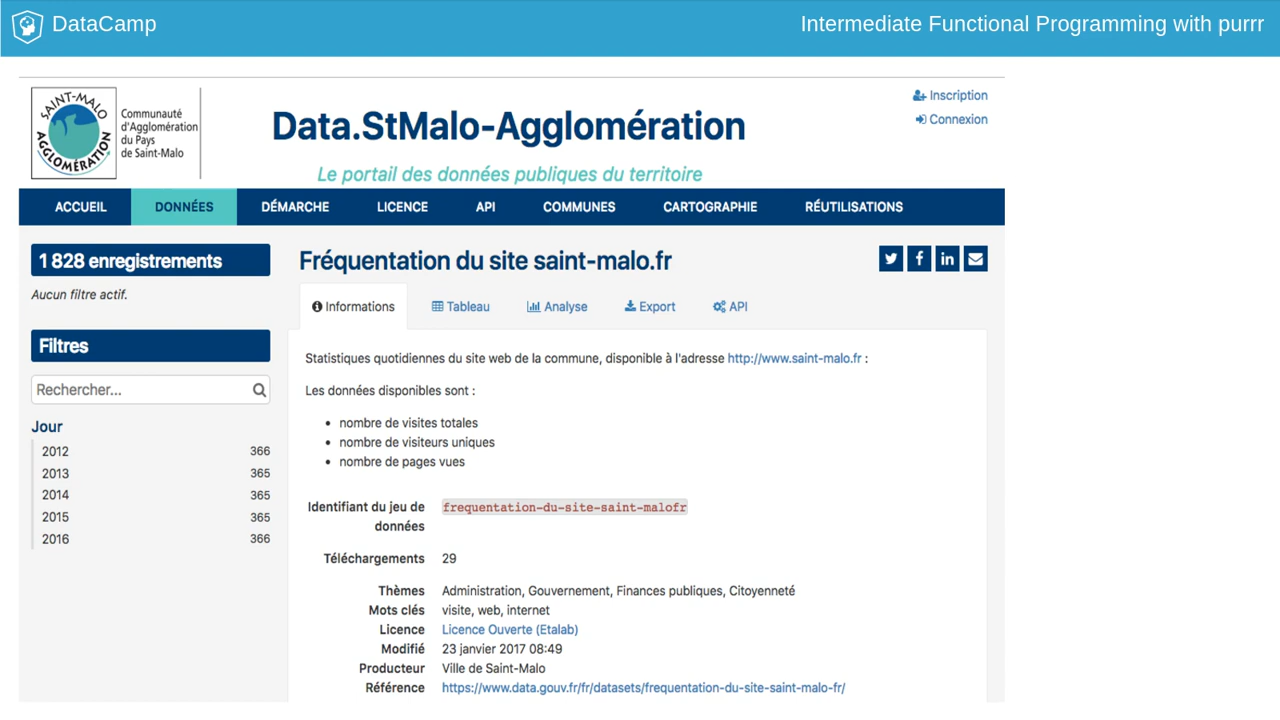 DataCamp
Intermediate Functional Programming with purrr
SAINT-MALO
AGGLOMÉRATION
Communauté
d'Agglomération
du Pays
de Saint-Malo
Data.StMalo-Agglomération
Le portail des données publiques du territoire
Inscription
Connexion
ACCUEIL DONNÉES DÉMARCHE LICENCE API COMMUNES CARTOGRAPHIE RÉUTILISATIONS
1 828 enregistrements
Aucun filtre actif.
Filtres
Rechercher...
Jour
2012 366
2013 365
2014 365
2015 365
2016 366
Fréquentation du site saint-malo.fr
Informations Tableau Analyse Export API
Statistiques quotidiennes du site web de la commune, disponible à l'adresse http://www.saint-malo.fr :
Les données disponibles sont :
• nombre de visites totales
• nombre de visiteurs uniques
• nombre de pages vues
Identifiant du jeu de frequentation-du-site-saint-malofr
données
Téléchargements 29
Thèmes Administration, Gouvernement, Finances publiques, Citoyenneté
Mots clés visite, web, internet
Licence Licence Ouverte (Etalab)
Modifié 23 janvier 2017 08:49
Producteur Ville de Saint-Malo
Référence https://www.data.gouv.fr/fr/datasets/frequentation-du-site-saint-malo-fr/